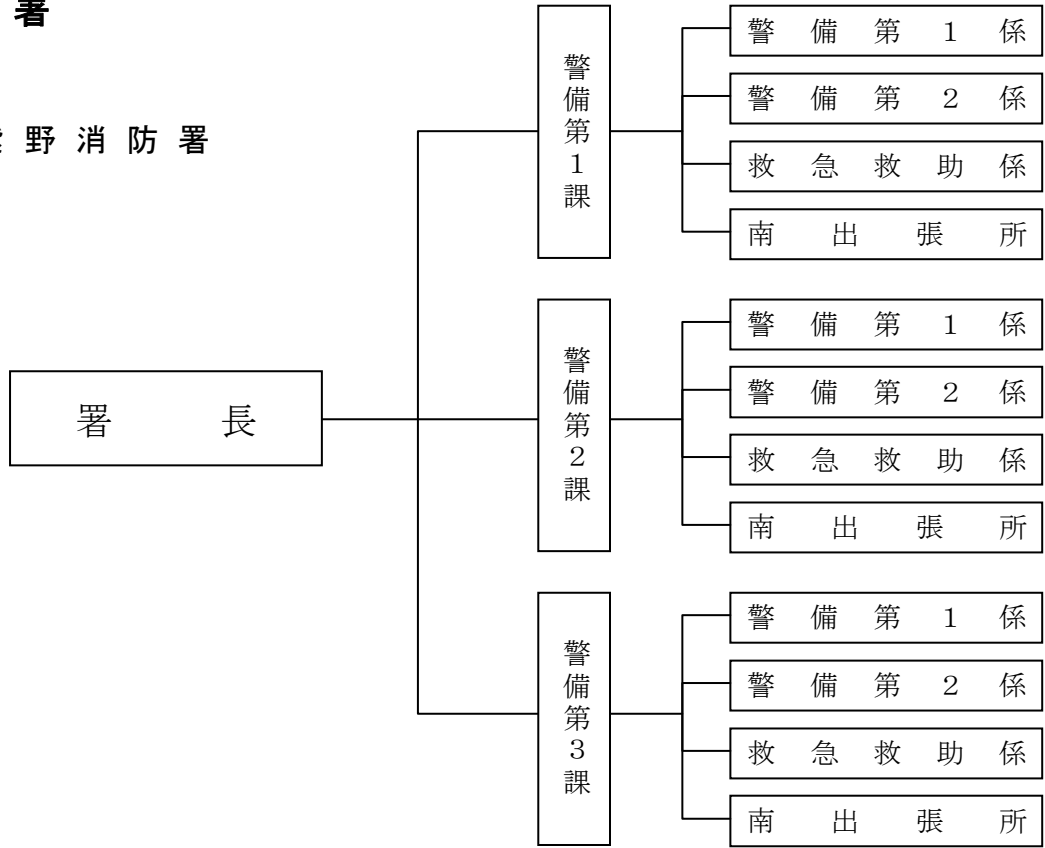 署
野消防署
署長
警備第1課
警備第1係
警備第2係
救急救助係
南出張所
警備第2課
警備第1係
警備第2係
救急救助係
南出張所
警備第3課
警備第1係
警備第2係
救急救助係
南出張所